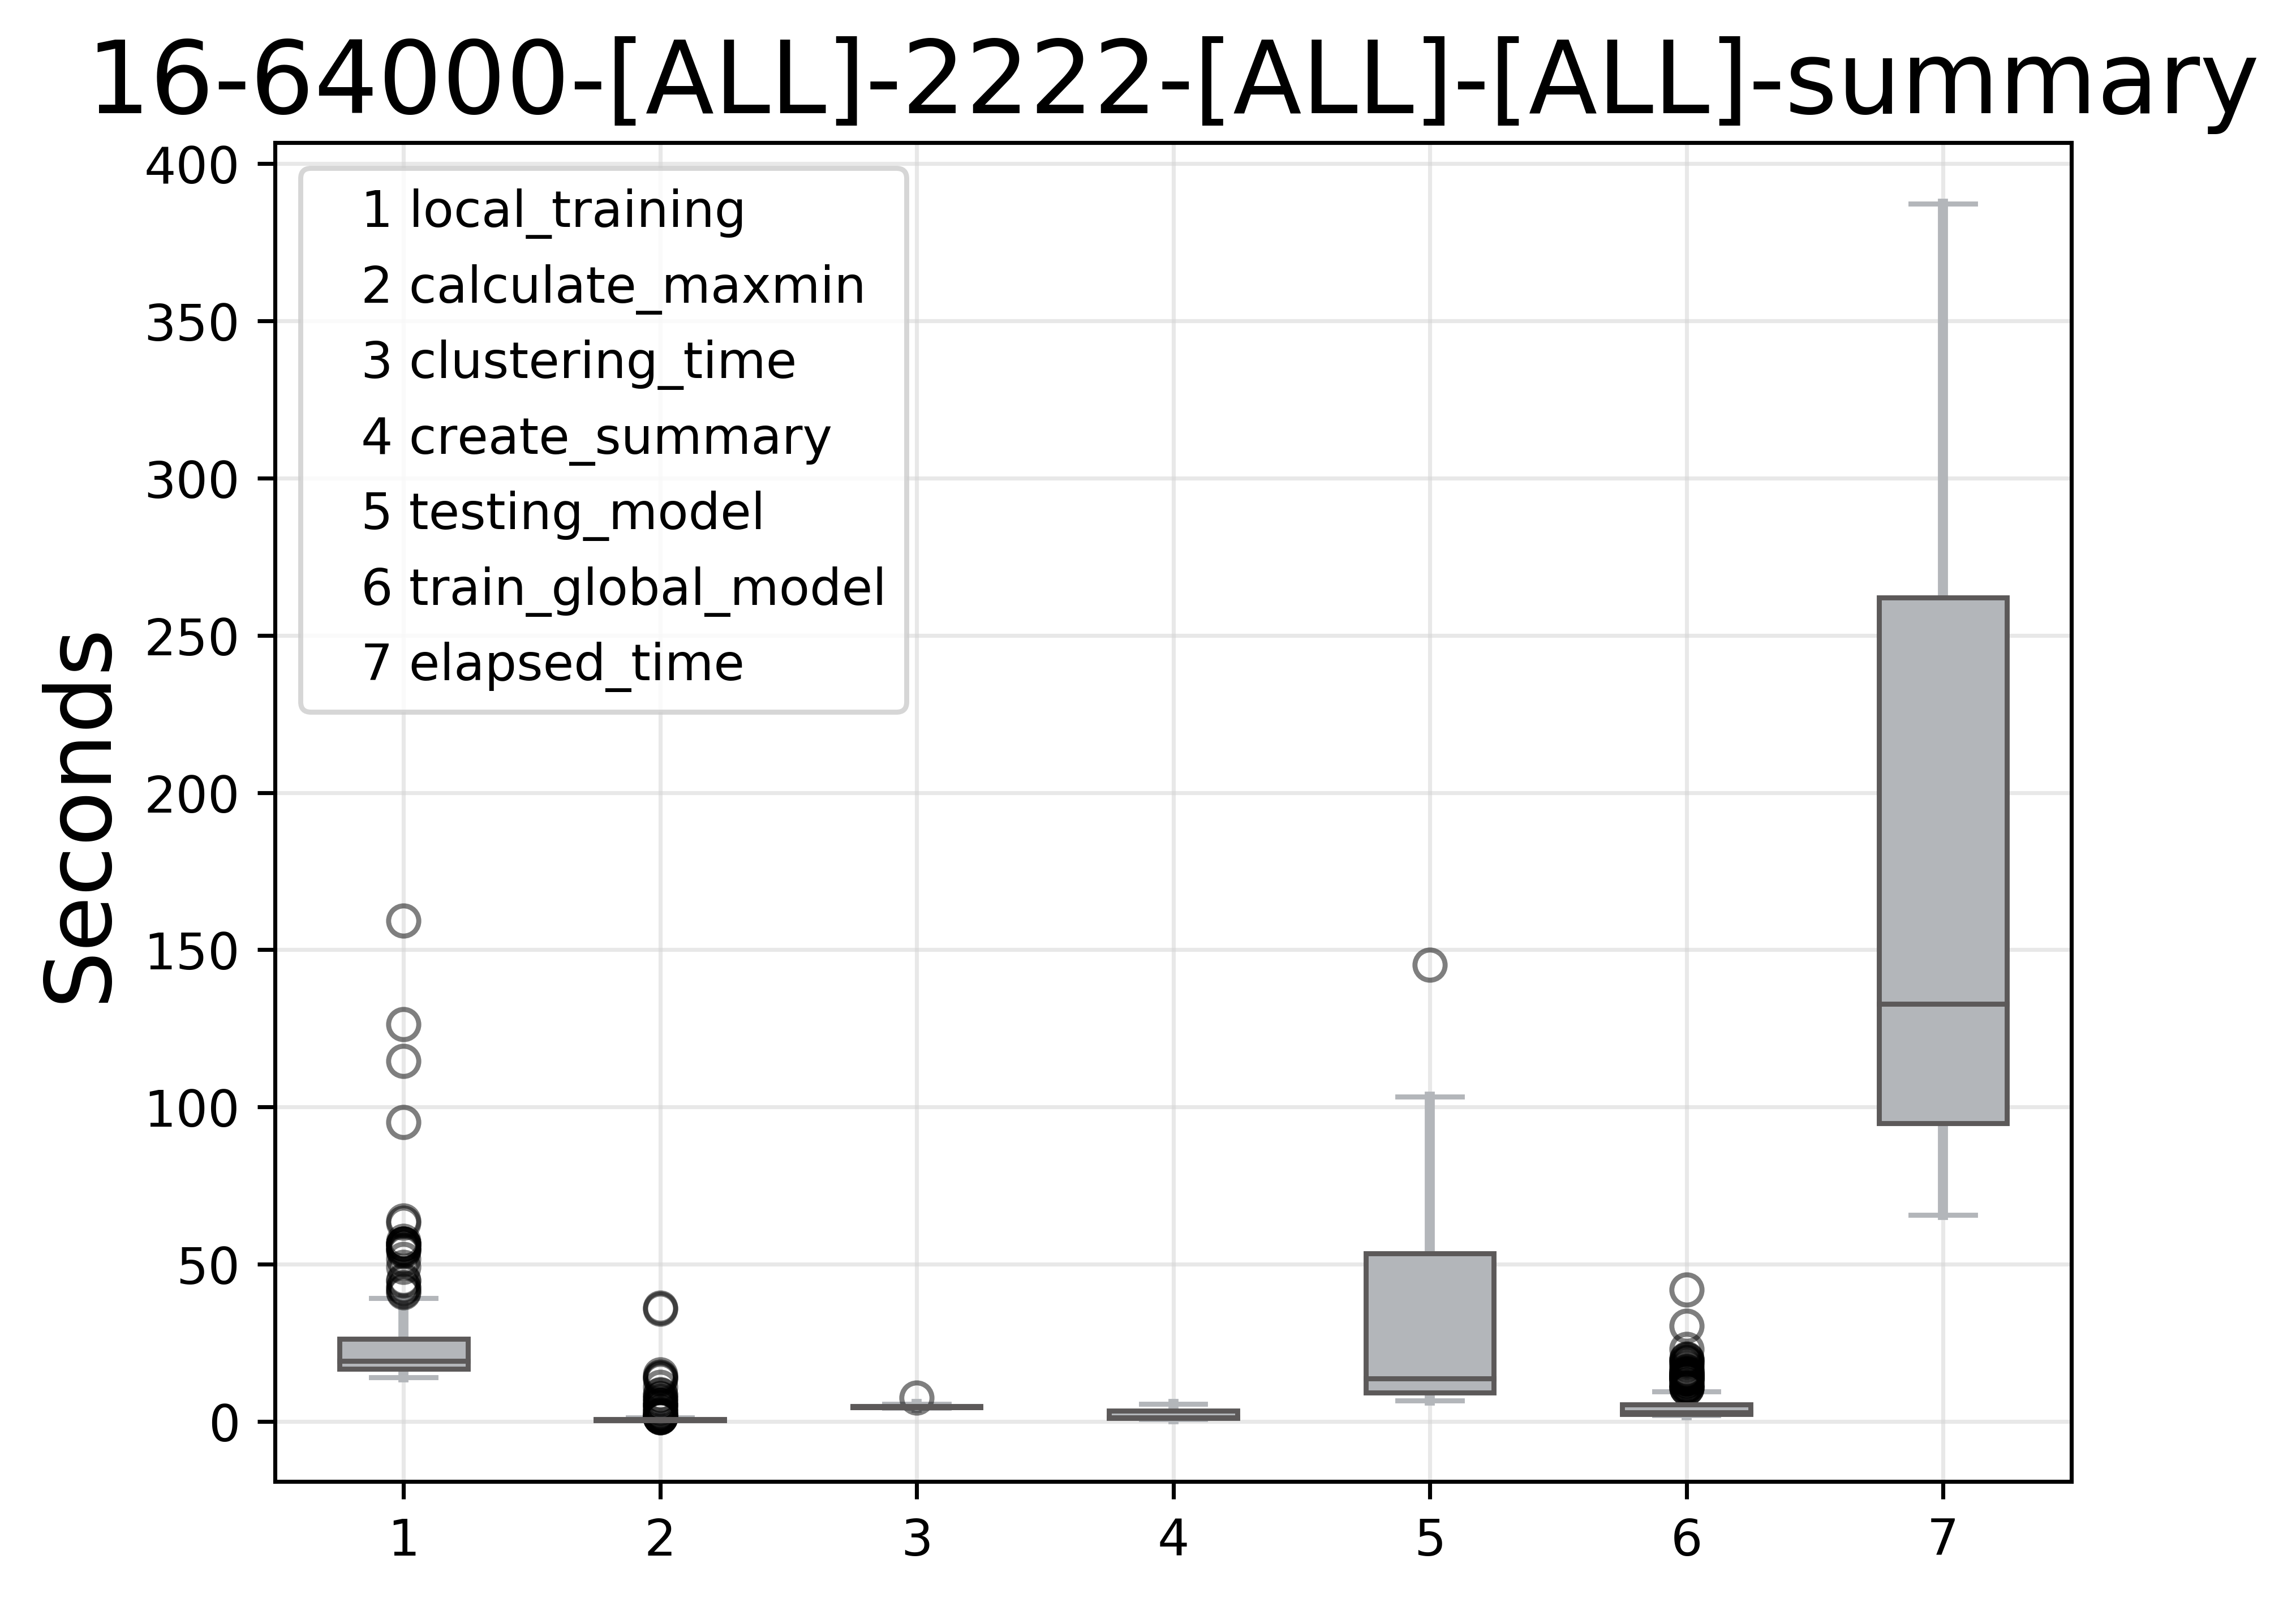 16-64000-[ALL]-2222-[ALL]-[ALL]-summary
400
350
300
250
200
150
100
50
0
Seconds
1 local_training
2 calculate_maxmin
3 clustering_time
4 create_summary
5 testing_model
6 train_global_model
7 elapsed_time
1 2 3 4 5 6 7